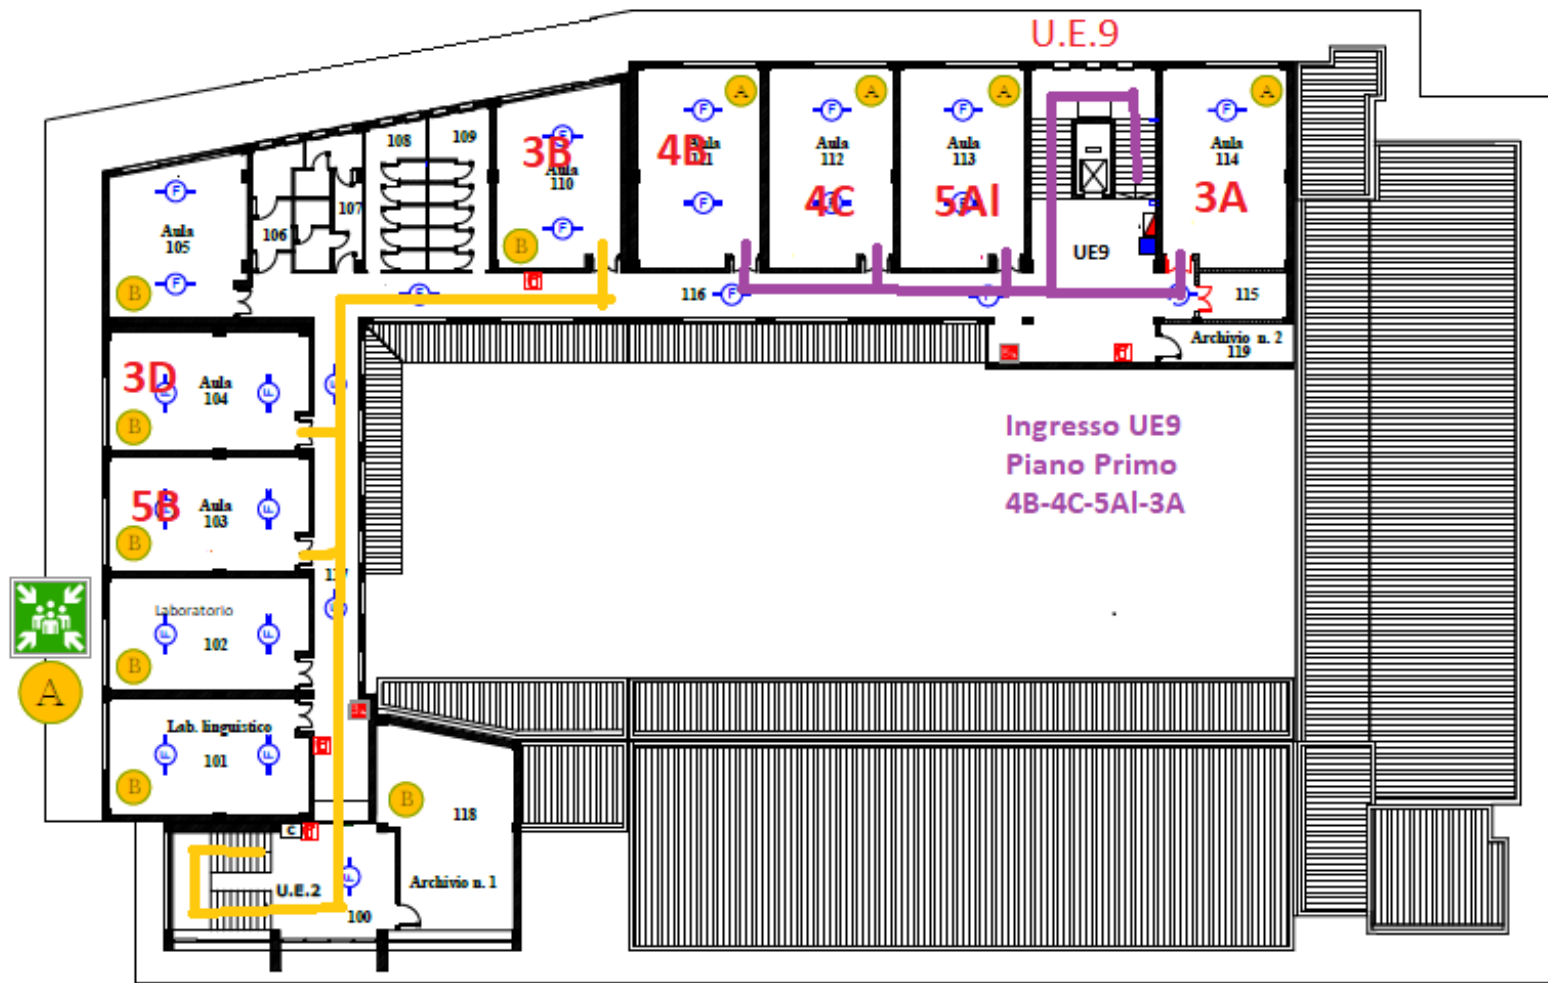 U.E.9
A
A
A
A
F
F
F
F
108
109
3B
Aula
110
F
F
4B
Aula
Aula
112
4C
F
Aula
113
5Al
F
Aula
114
3A
F
Aula
105
F
B
106
107
B
F
UE9
116
F
F
F
F
115
Archivio n. 2
119
3D
Aula
104
F
F
B
Ingresso UE9
Piano Primo
4B-4C-5Al-3A
5B
Aula
103
F
F
B
Laboratorio
102
F
F
B
A
Lab. linguistico
101
F
F
B
B
118
C
U.E.2
F
100
Archivio n. 1